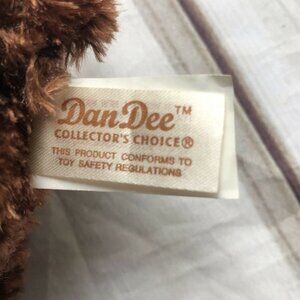 DanDee™
COLLECTOR'S CHOICE®
THIS PRODUCT CONFORMS TO
TOY SAFETY REGULATIONS